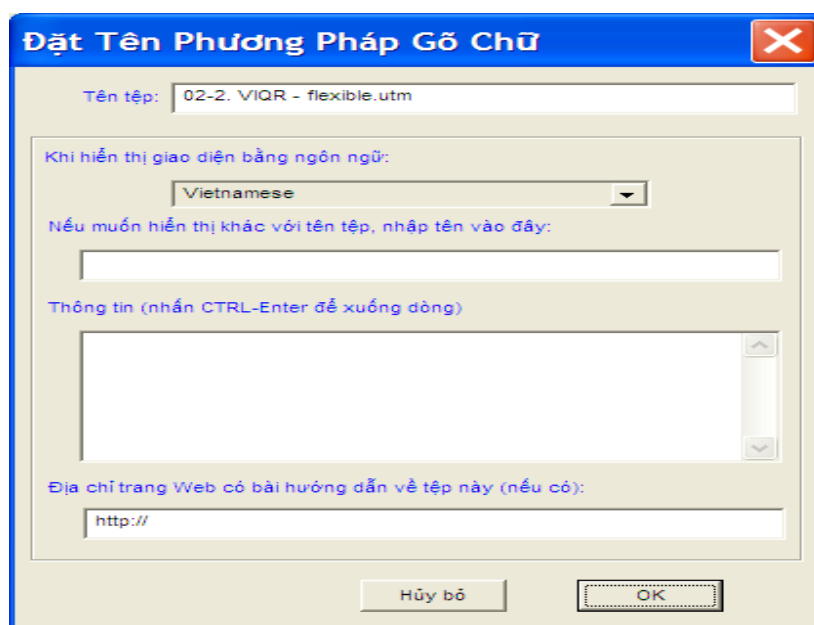 Đặt Tên Phương Pháp Gõ Chữ
Tên tệp: 02-2. VIQR - flexible.utm
Khi hiển thị giao diện bằng ngôn ngữ:
Vietnamese
Nếu muốn hiển thị khác với tên tệp, nhập tên vào đây:
Thông tin (nhấn CTRL-Enter để xuống dòng)
Địa chỉ trang Web có bài hướng dẫn về tệp này (nếu có):
http://
Hủy bỏ OK